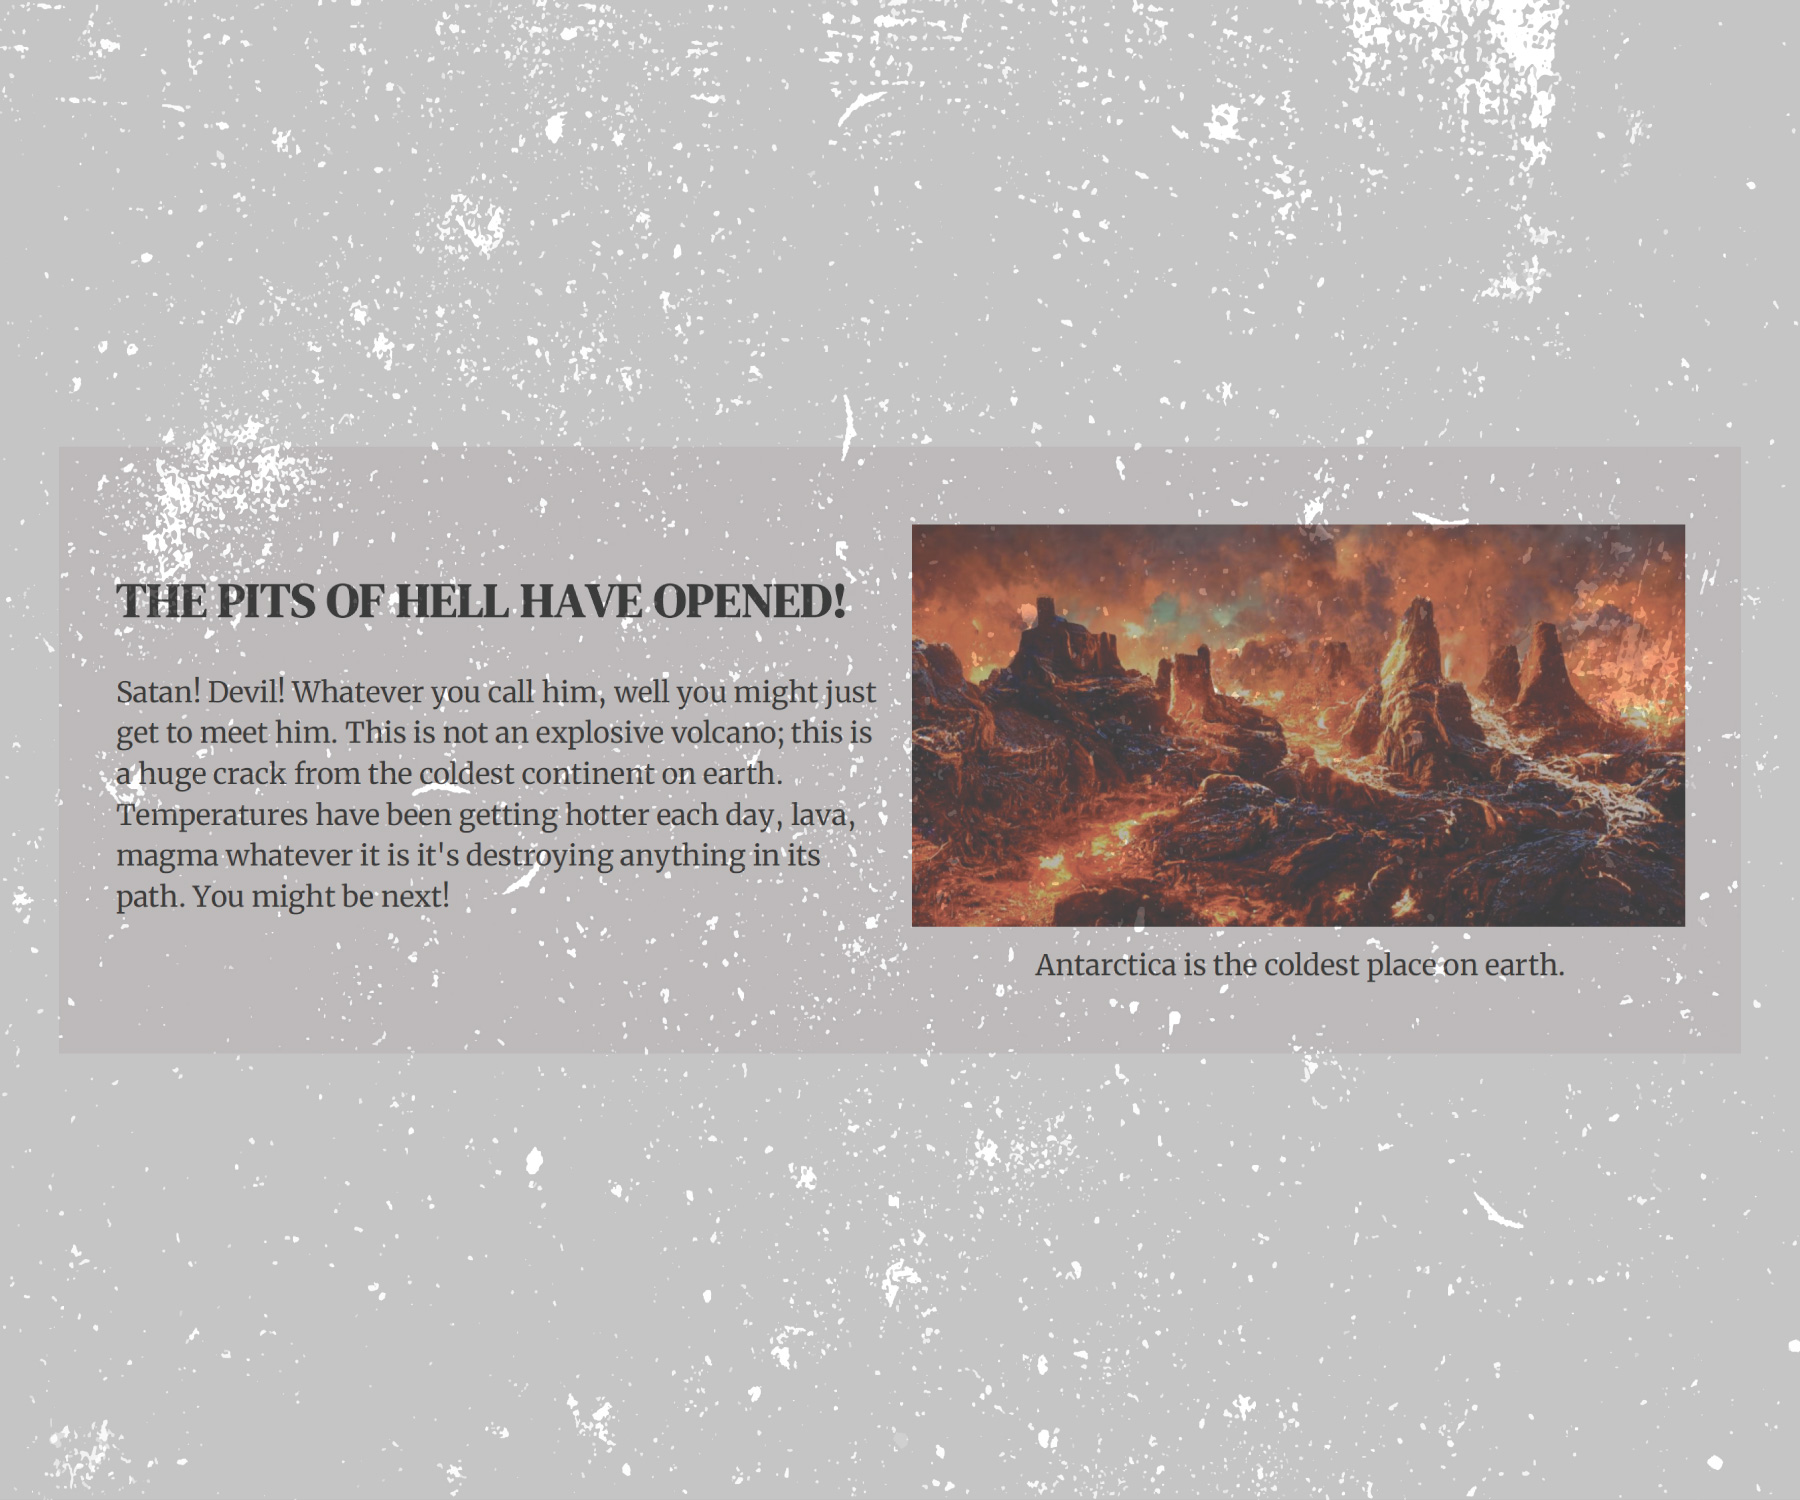 THE PITS OF HELL HAVE OPENED!
Satan! Devil! Whatever you call him, well you might just
get to meet him. This is not an explosive volcano; this is
a huge crack from the coldest continent on earth.
Temperatures have been getting hotter each day, lava,
magma whatever it is it's destroying anything in its
path. You might be next!
Antarctica is the coldest place on earth.